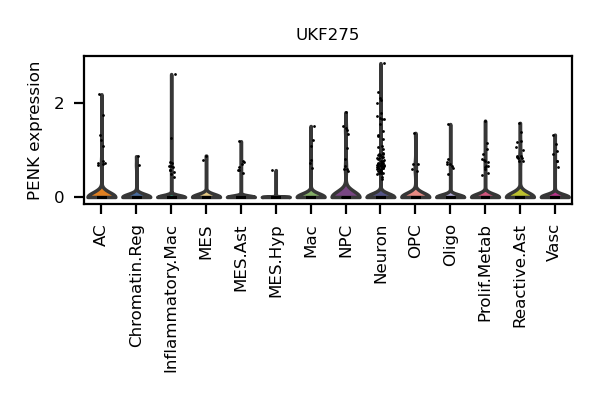 UKF275
PENK expression
2
0
AC
Chromatin.Reg
Inflammatory.Mac
MES
MES.Ast
MES.Hyp
Mac
NPC
Neuron
OPC
Oligo
Prolif.Metab
Reactive.Ast
Vasc